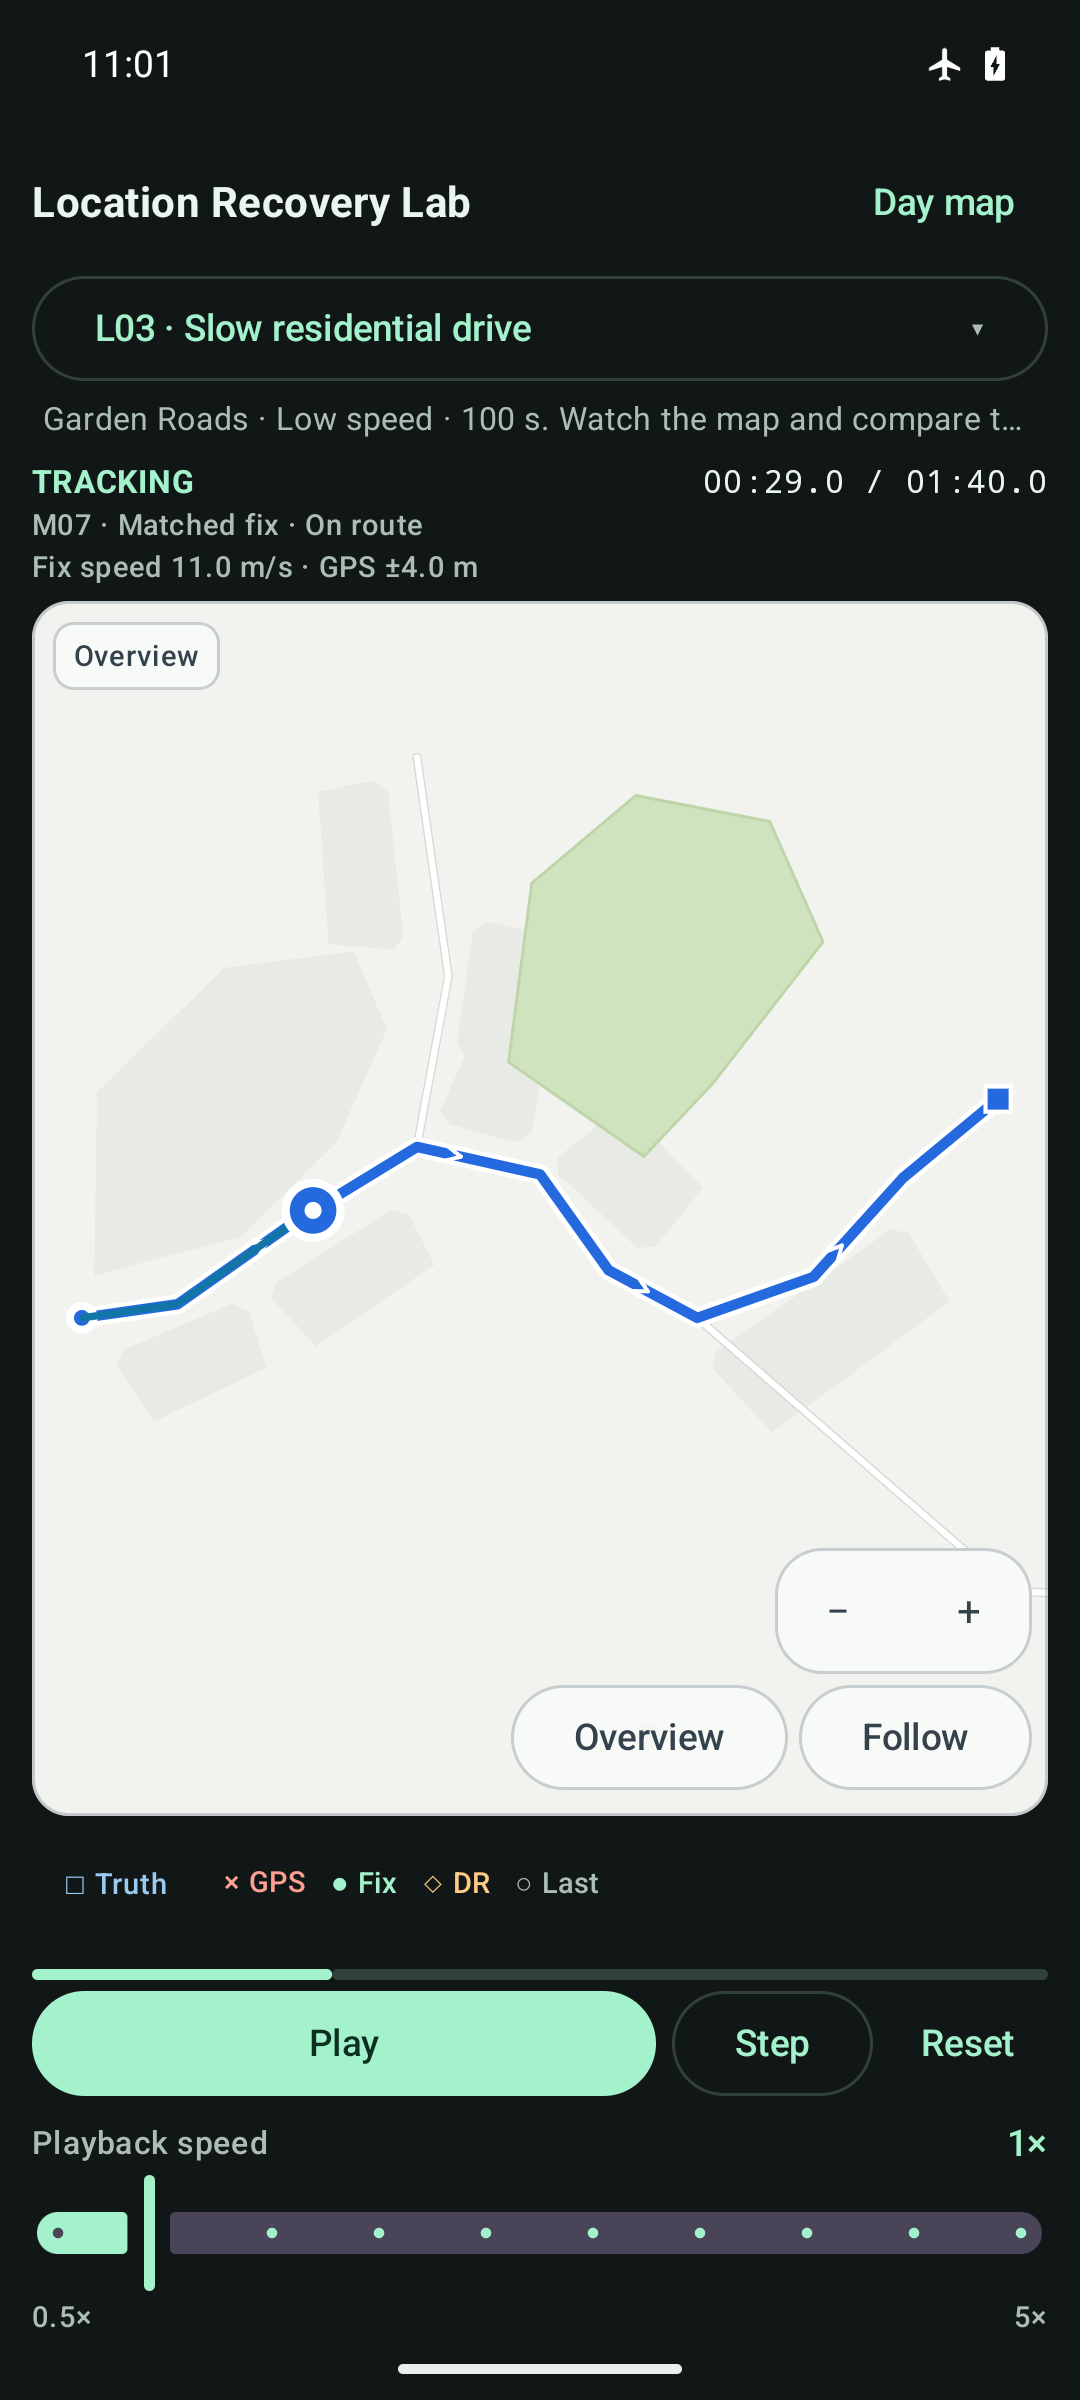 11:01
Location Recovery Lab
Day map
L03 · Slow residential drive ▾
Garden Roads · Low speed · 100 s. Watch the map and compare t…
TRACKING
00:29.0 / 01:40.0
M07 · Matched fix · On route
Fix speed 11.0 m/s · GPS ±4.0 m
Overview
− +
Overview
Follow
□ Truth × GPS ● Fix ◇ DR ○ Last
Play
Step
Reset
Playback speed
1×
0.5×
5×